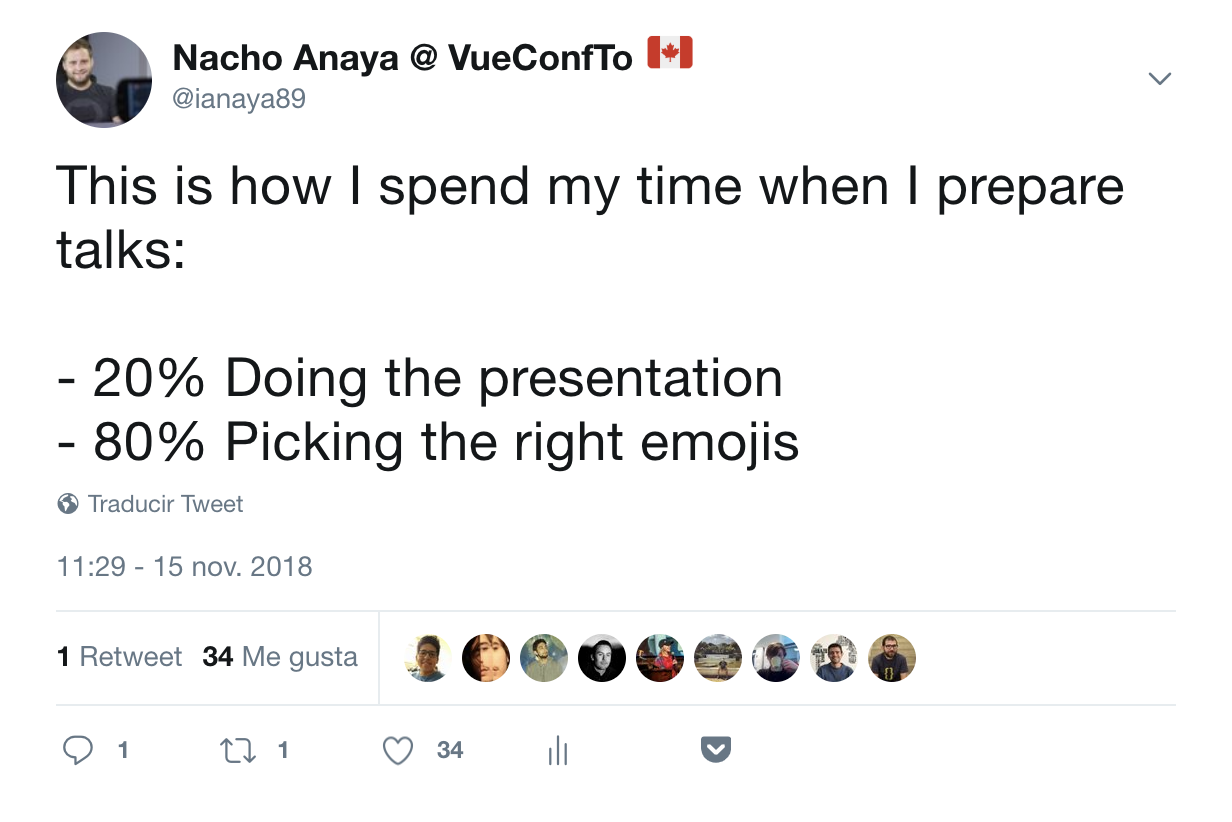 Nacho Anaya @ VueConfTo 🇨🇦
@ianaya89
This is how I spend my time when I prepare
talks:
- 20% Doing the presentation
- 80% Picking the right emojis
Traducir Tweet
11:29 - 15 nov. 2018
1 Retweet 34 Me gusta
1 1 34